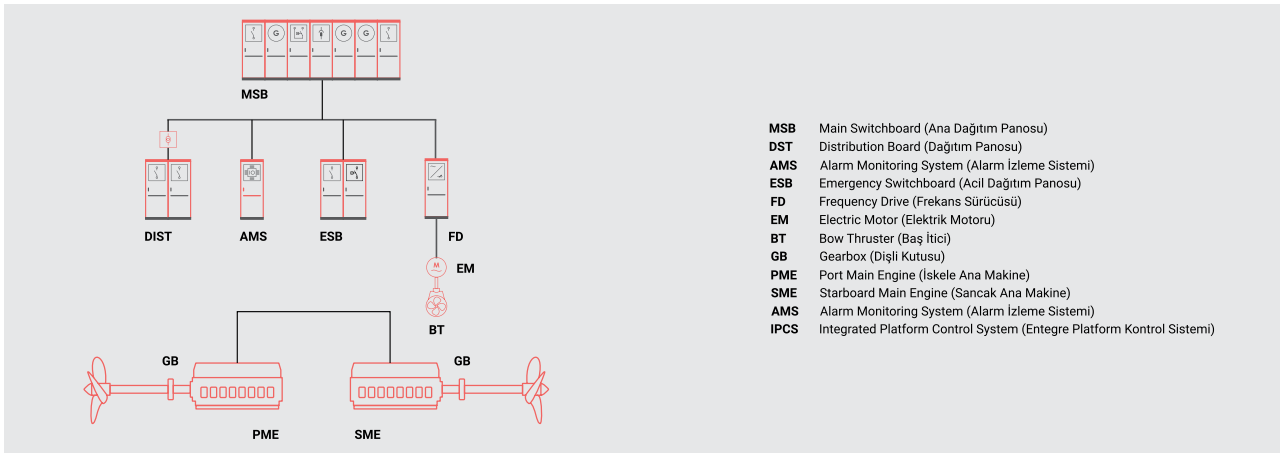 G
G
G
MSB
DIST
AMS
ESB
FD
M
EM
BT
GB
GB
PME
SME
MSB Main Switchboard (Ana Dağıtım Panosu)
DST Distribution Board (Dağıtım Panosu)
AMS Alarm Monitoring System (Alarm İzleme Sistemi)
ESB Emergency Switchboard (Acil Dağıtım Panosu)
FD Frequency Drive (Frekans Sürücüsü)
EM Electric Motor (Elektrik Motoru)
BT Bow Thruster (Baş İtici)
GB Gearbox (Dişli Kutusu)
PME Port Main Engine (İskele Ana Makine)
SME Starboard Main Engine (Sancak Ana Makine)
AMS Alarm Monitoring System (Alarm İzleme Sistemi)
IPCS Integrated Platform Control System (Entegre Platform Kontrol Sistemi)